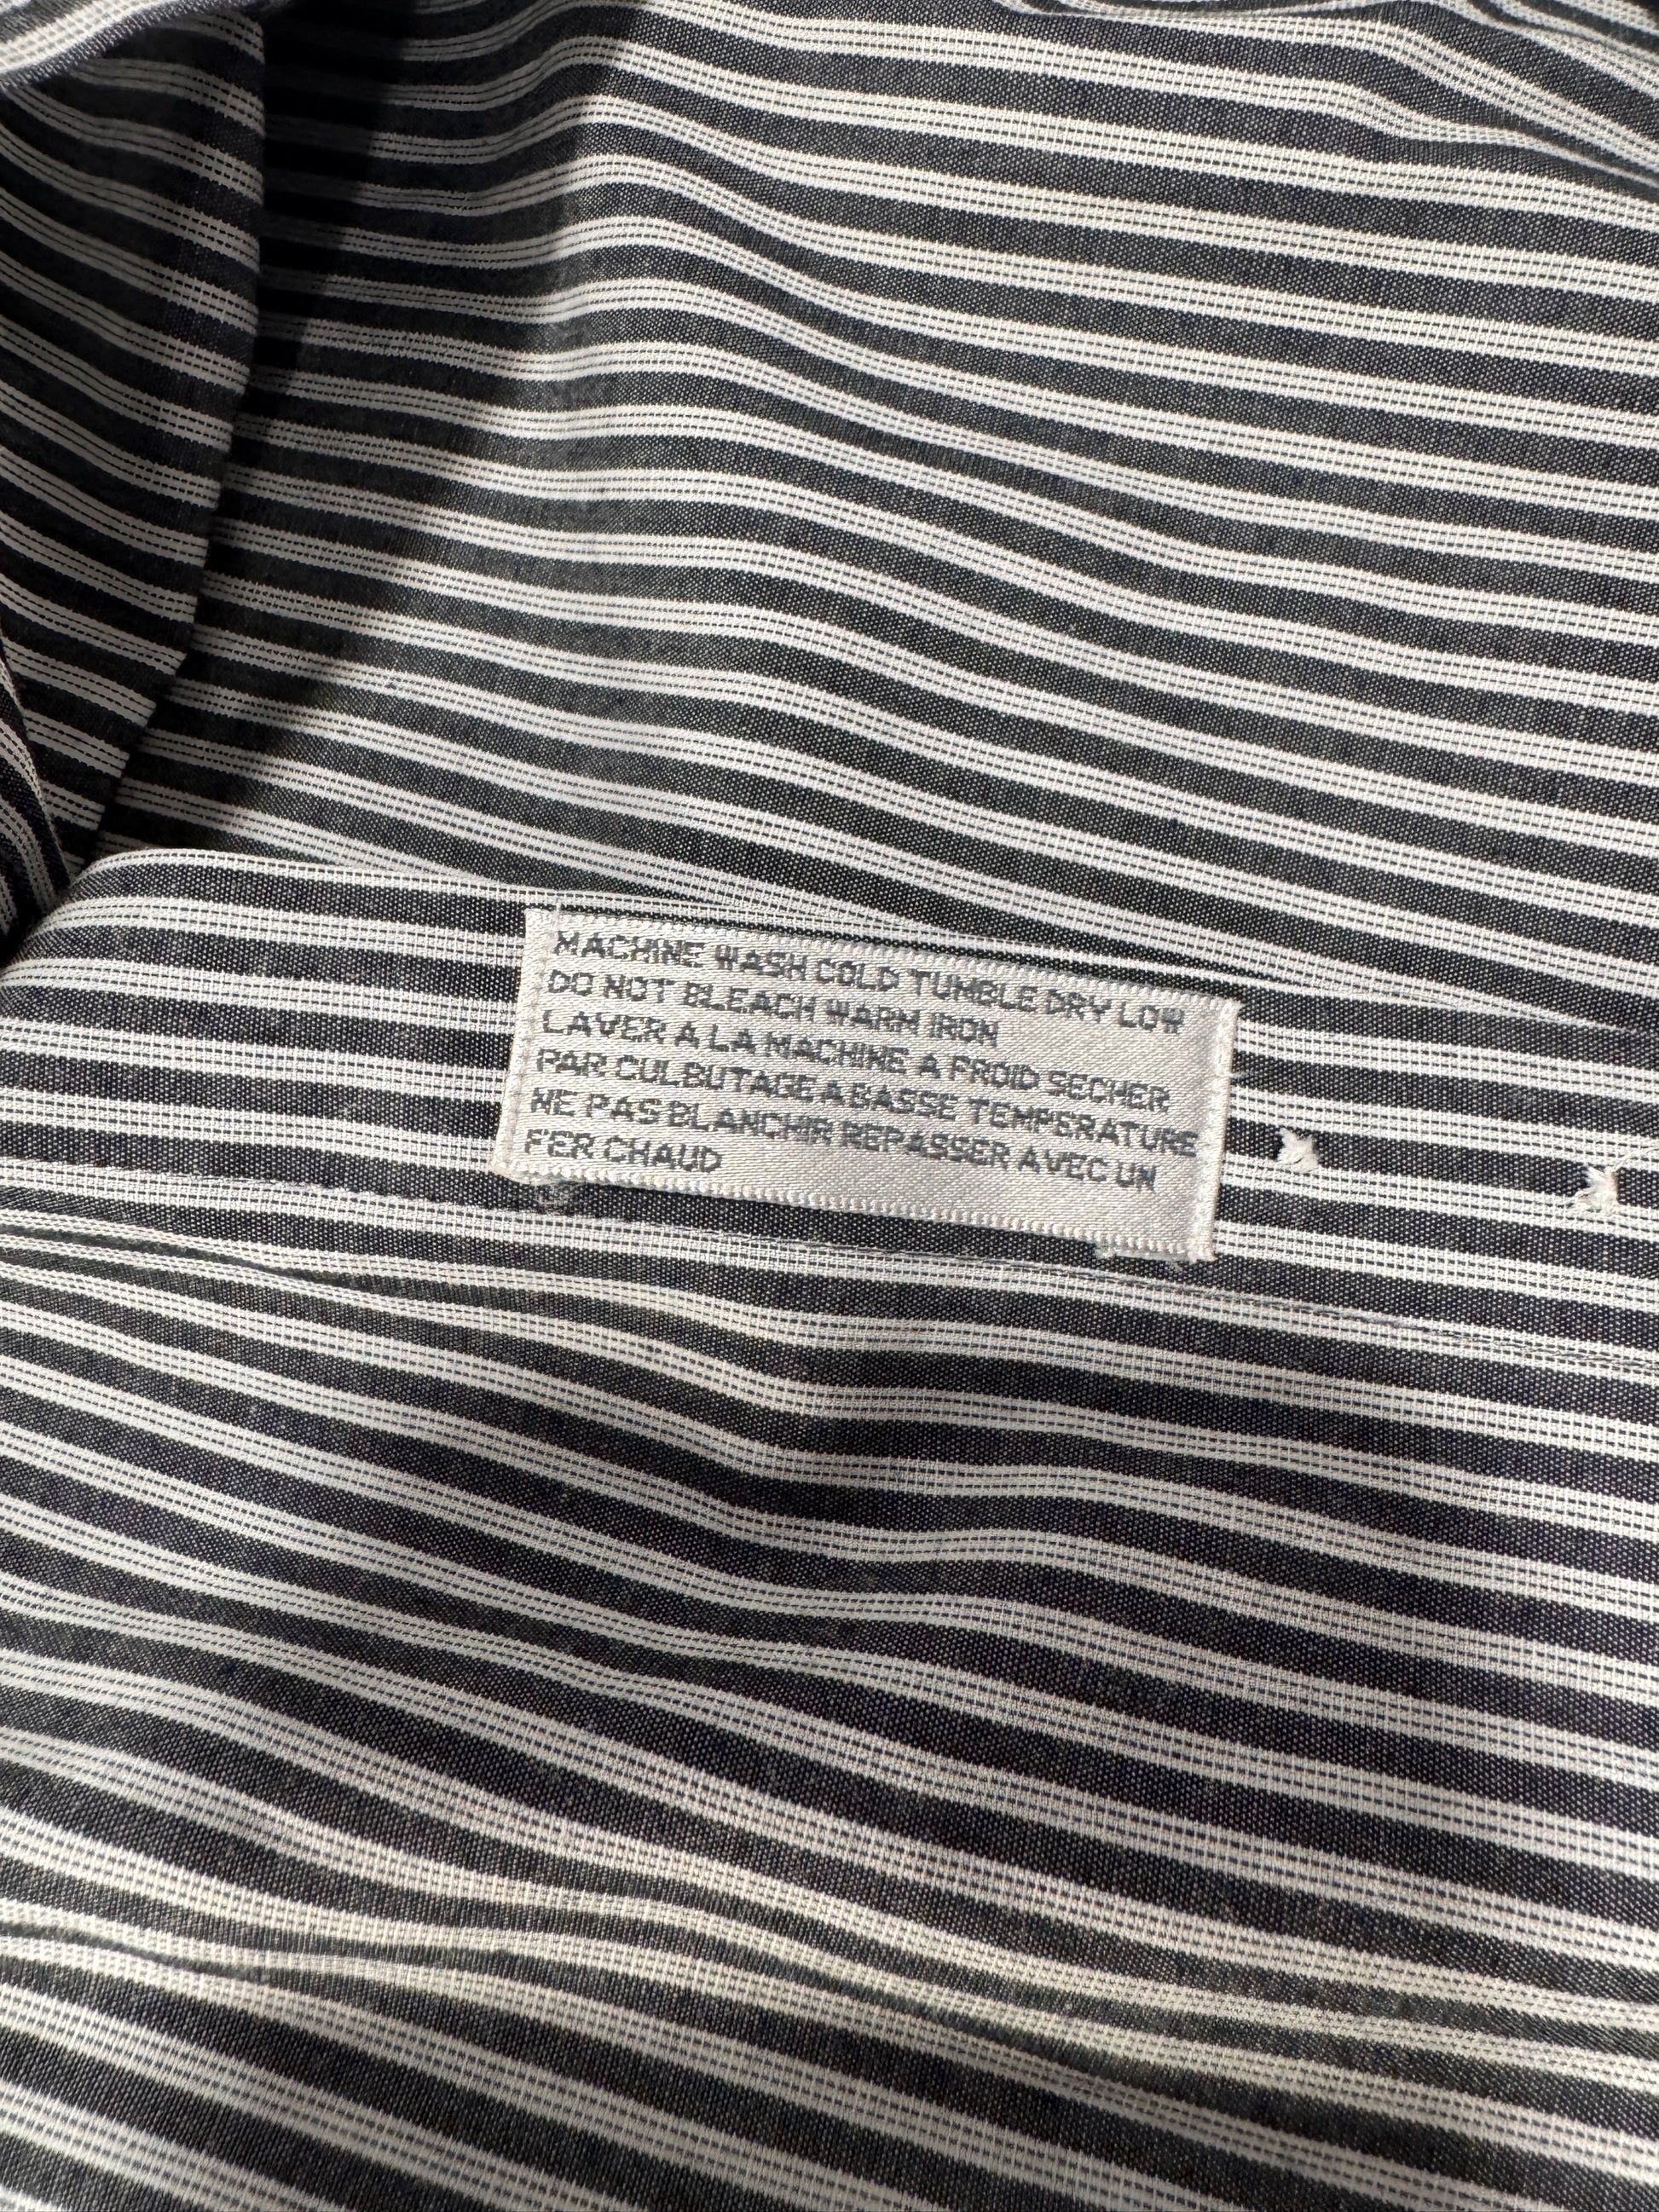 MACHINE WASH COLD TUMBLE DRY LOW
DO NOT BLEACH WARM IRON
LAVER A LA MACHINE A FROID SECHER
PAR CULBUTAGE A BASSE TEMPERATURE
NE PAS BLANCHIR REPASSER AVEC UN
FER CHAUD